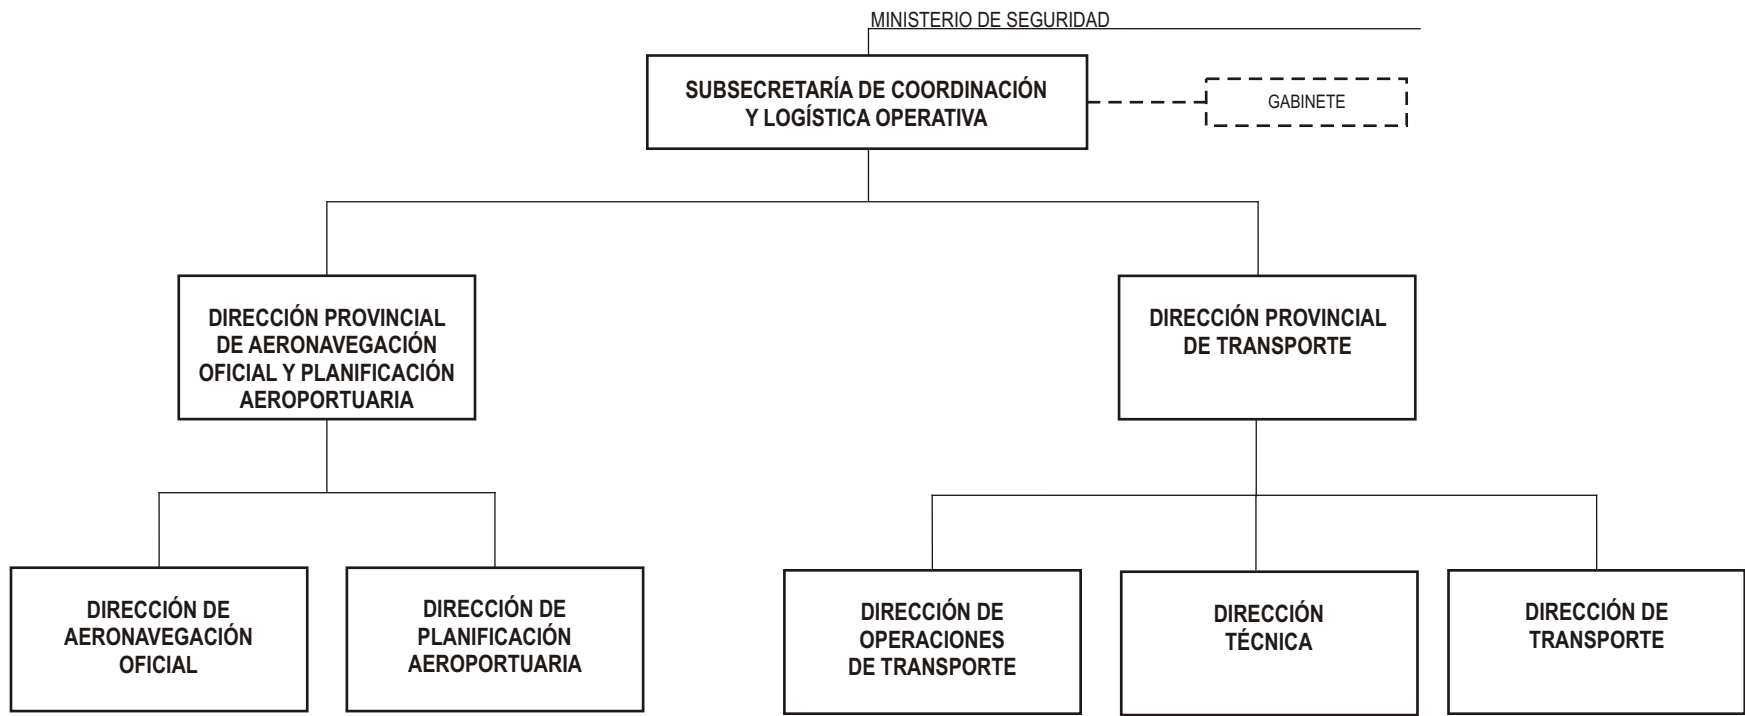 MINISTERIO DE SEGURIDAD
SUBSECRETARÍA DE COORDINACIÓN
Y LOGÍSTICA OPERATIVA
GABINETE
DIRECCIÓN PROVINCIAL
DE AERONAVEGACIÓN
OFICIAL Y PLANIFICACIÓN
AEROPORTUARIA
DIRECCIÓN PROVINCIAL
DE TRANSPORTE
DIRECCIÓN DE
AERONAVEGACIÓN
OFICIAL
DIRECCIÓN DE
PLANIFICACIÓN
AEROPORTUARIA
DIRECCIÓN DE
OPERACIONES
DE TRANSPORTE
DIRECCIÓN
TÉCNICA
DIRECCIÓN DE
TRANSPORTE